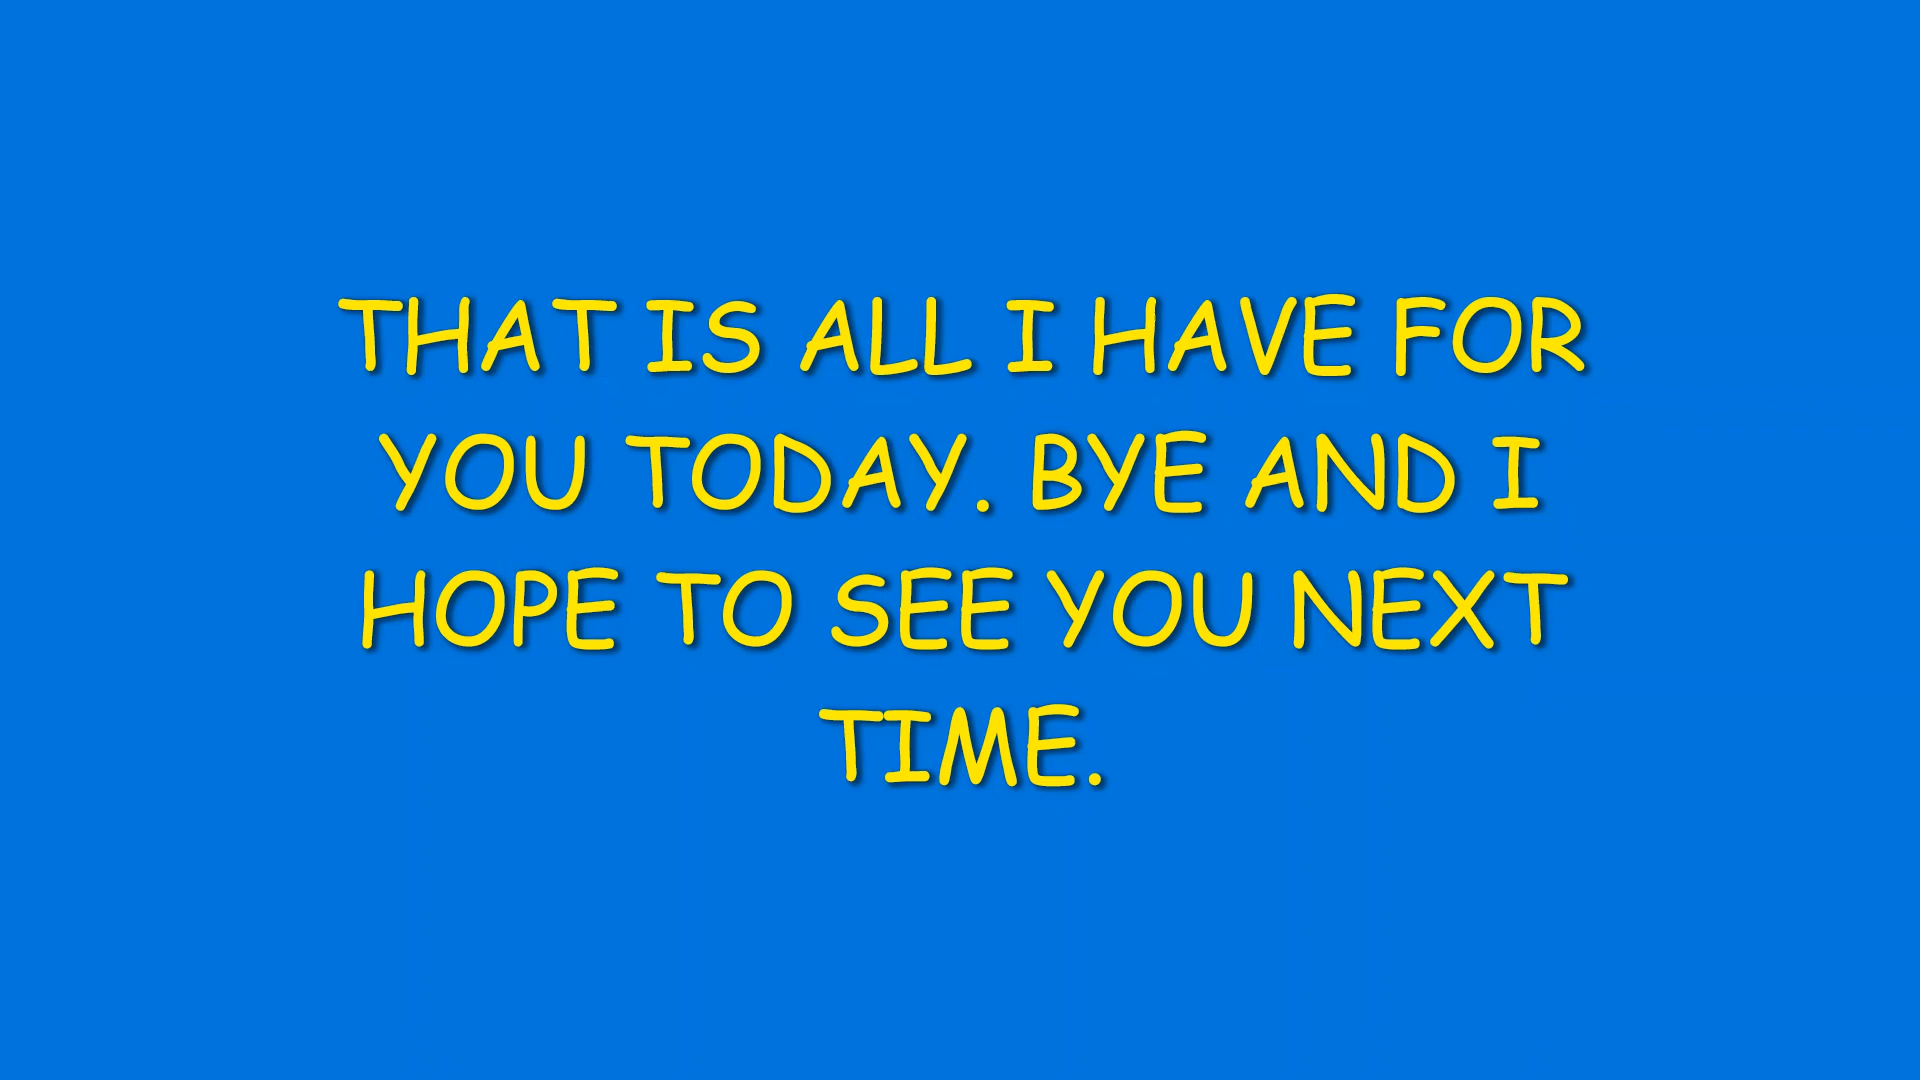 THAT IS ALL I HAVE FOR
YOU TODAY. BYE AND I
HOPE TO SEE YOU NEXT
TIME.